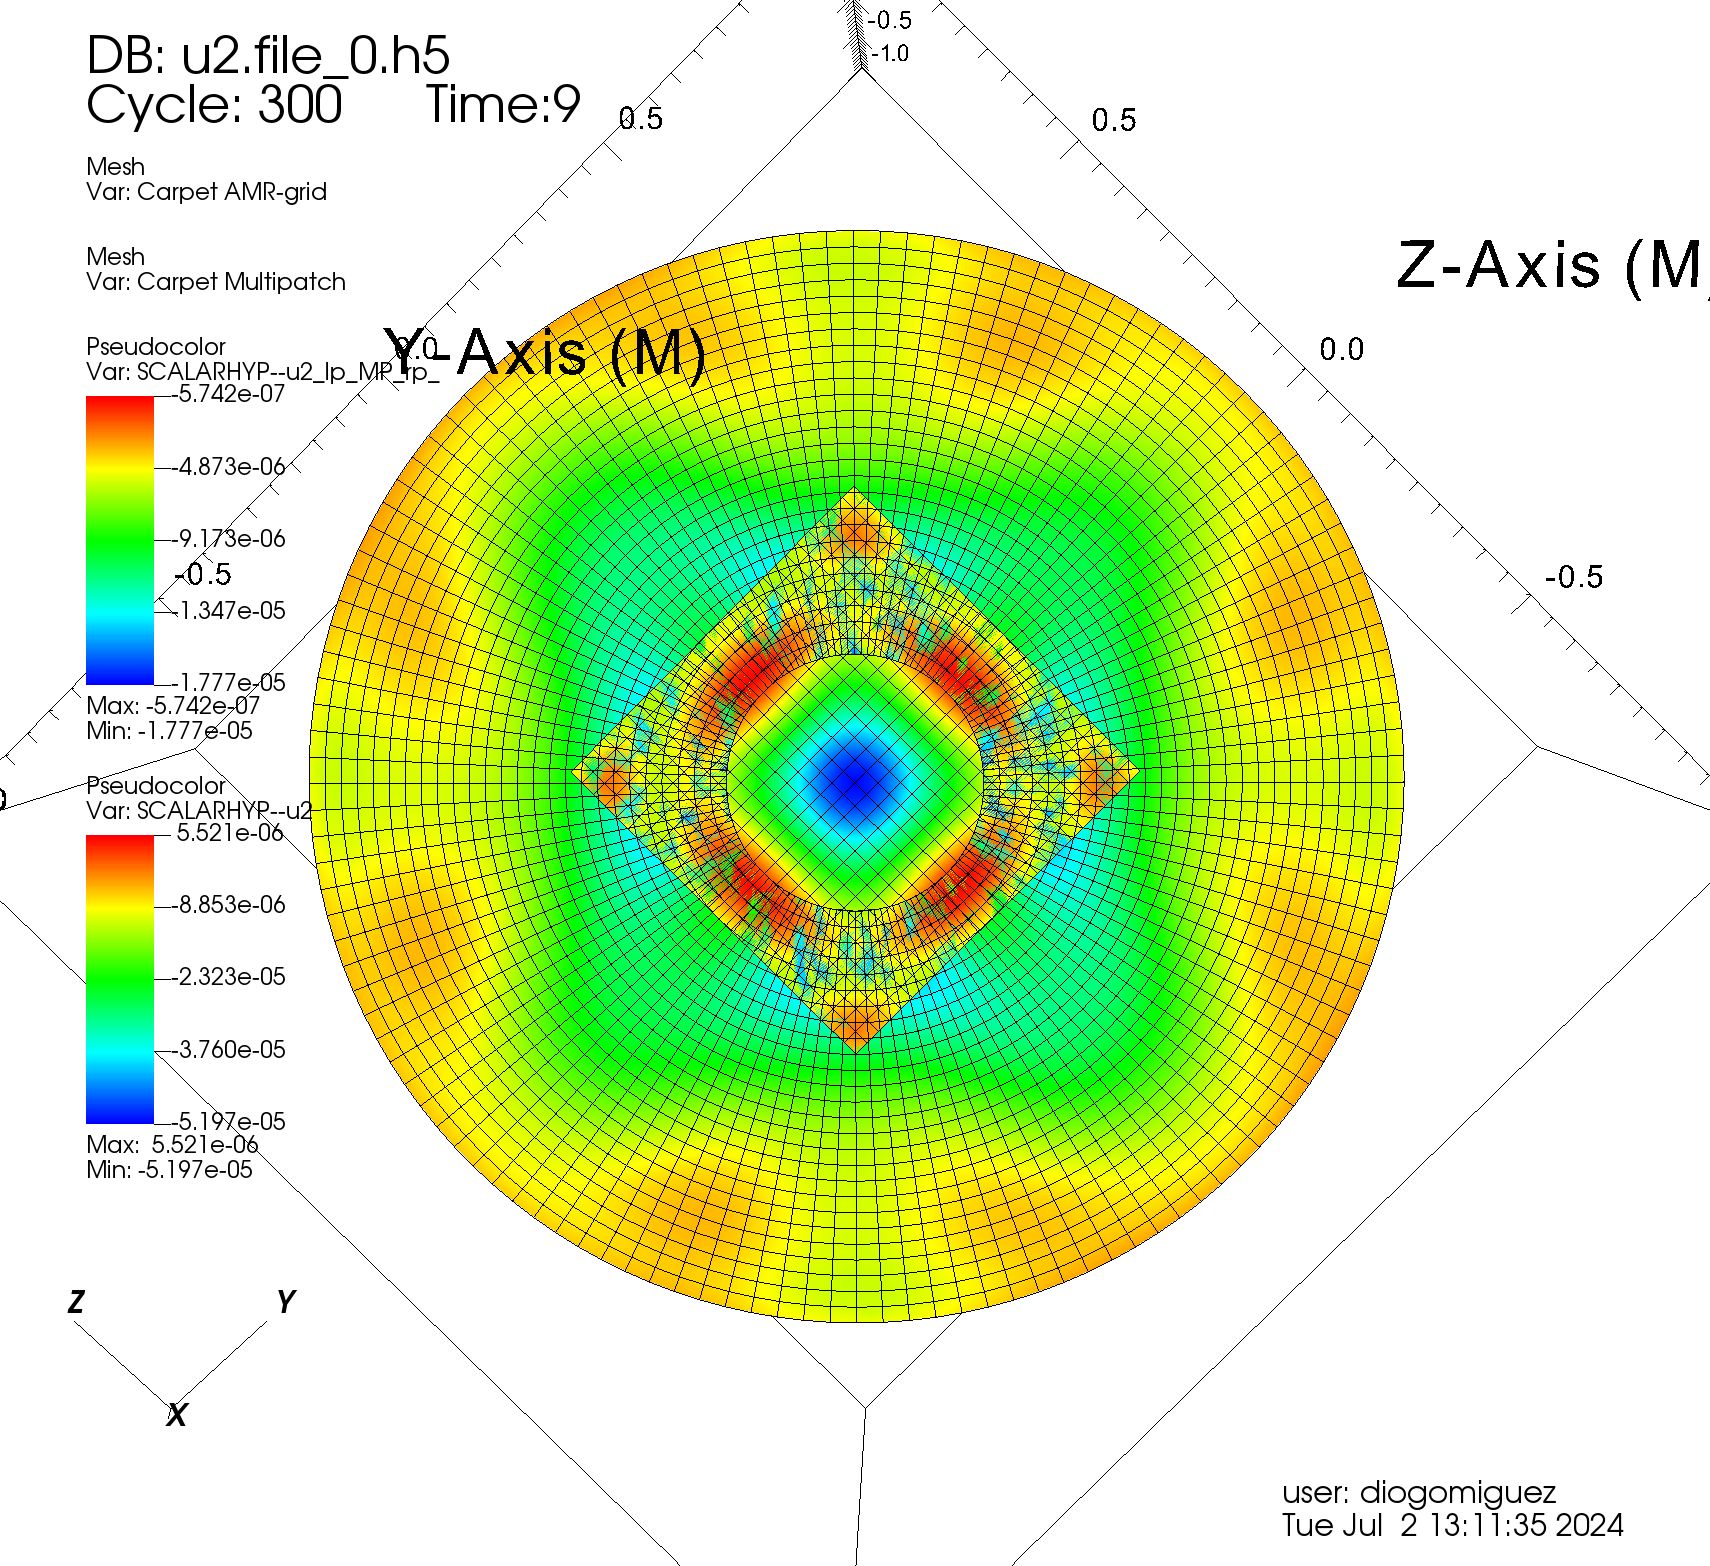 DB: u2.file_0.h5
Cycle: 300 Time:9
Mesh
Var: Carpet AMR-grid
Mesh
Var: Carpet Multipatch
Pseudocolor
Var: SCALARHYP--u2_lp_MP_rp_
-5.742e-07
-4.873e-06
-9.173e-06
-1.347e-05
-1.777e-05
Max: -5.742e-07
Min: -1.777e-05
Pseudocolor
Var: SCALARHYP--u2
5.521e-06
-8.853e-06
-2.323e-05
-3.760e-05
-5.197e-05
Max: 5.521e-06
Min: -5.197e-05
-0.5
-1.0
0.5
0.0
-0.5
Y-Axis (M)
0.5
0.0
-0.5
Z-Axis (M)
Z
Y
X
user: diogomiguez
Tue Jul 2 13:11:35 2024